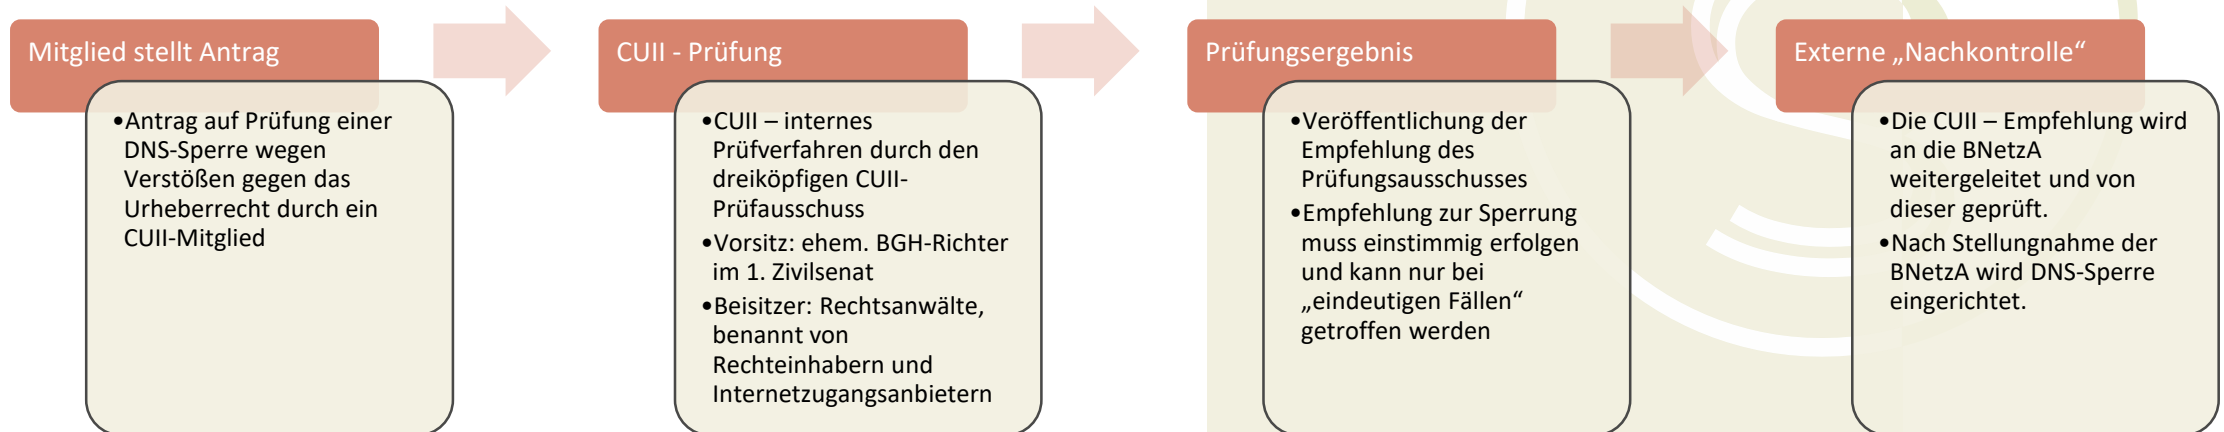 Mitglied stellt Antrag
•Antrag auf Prüfung einer
DNS-Sperre wegen
Verstößen gegen das
Urheberrecht durch ein
CUII-Mitglied
CUII - Prüfung
•CUII – internes
Prüfverfahren durch den
dreiköpfigen CUII-
Prüfausschuss
•Vorsitz: ehem. BGH-Richter
im 1. Zivilsenat
•Beisitzer: Rechtsanwälte,
benannt von
Rechteinhabern und
Internetzugangsanbietern
Prüfungsergebnis
•Veröffentlichung der
Empfehlung des
Prüfungsausschusses
•Empfehlung zur Sperrung
muss einstimmig erfolgen
und kann nur bei
„eindeutigen Fällen“
getroffen werden
Externe „Nachkontrolle“
•Die CUII – Empfehlung wird
an die BNetzA
weitergeleitet und von
dieser geprüft.
•Nach Stellungnahme der
BNetzA wird DNS-Sperre
eingerichtet.